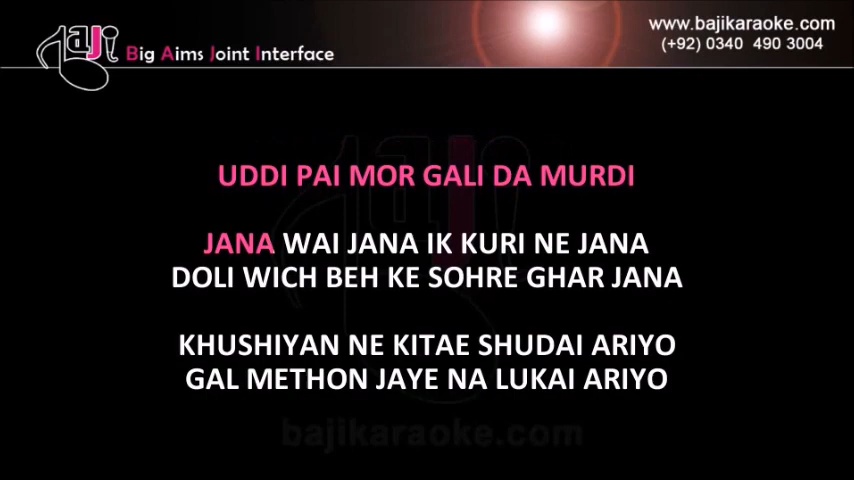 BAJI
Big Aims Joint Interface
www.bajikaraoke.com
(+92) 0340 490 3004
UDDI PAI MOR GALI DA MURDI
JANA WAI JANA IK KURI NE JANA
DOLI WICH BEH KE SOHRE GHAR JANA
KHUSHIYAN NE KITAE SHUDAI ARIYO
GAL METHON JAYE NA LUKAI ARIYO
bajikaraoke.com